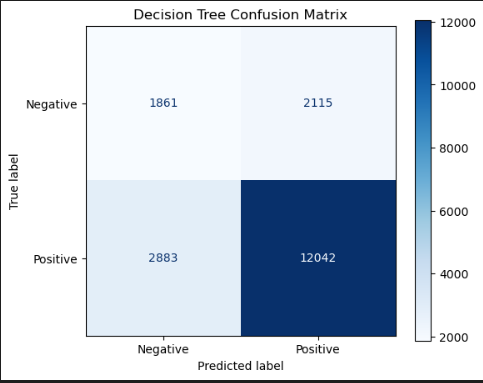 Decision Tree Confusion Matrix
True label
Negative
1861
2115
Positive
2883
12042
Negative
Positive
Predicted label
12000
10000
8000
6000
4000
2000